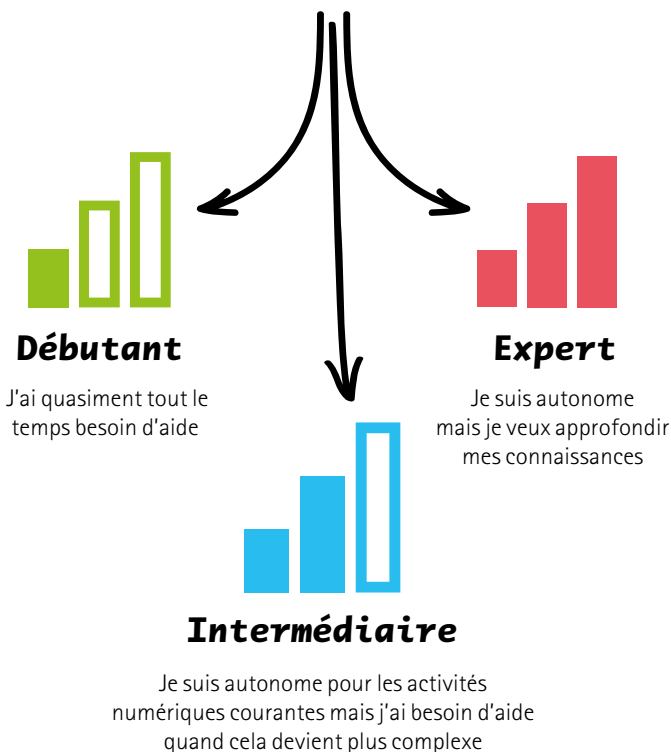 Débutant
J'ai quasiment tout le
temps besoin d'aide
Expert
Je suis autonome
mais je veux approfondir
mes connaissances
Intermédiaire
Je suis autonome pour les activités
numériques courantes mais j'ai besoin d'aide
quand cela devient plus complexe